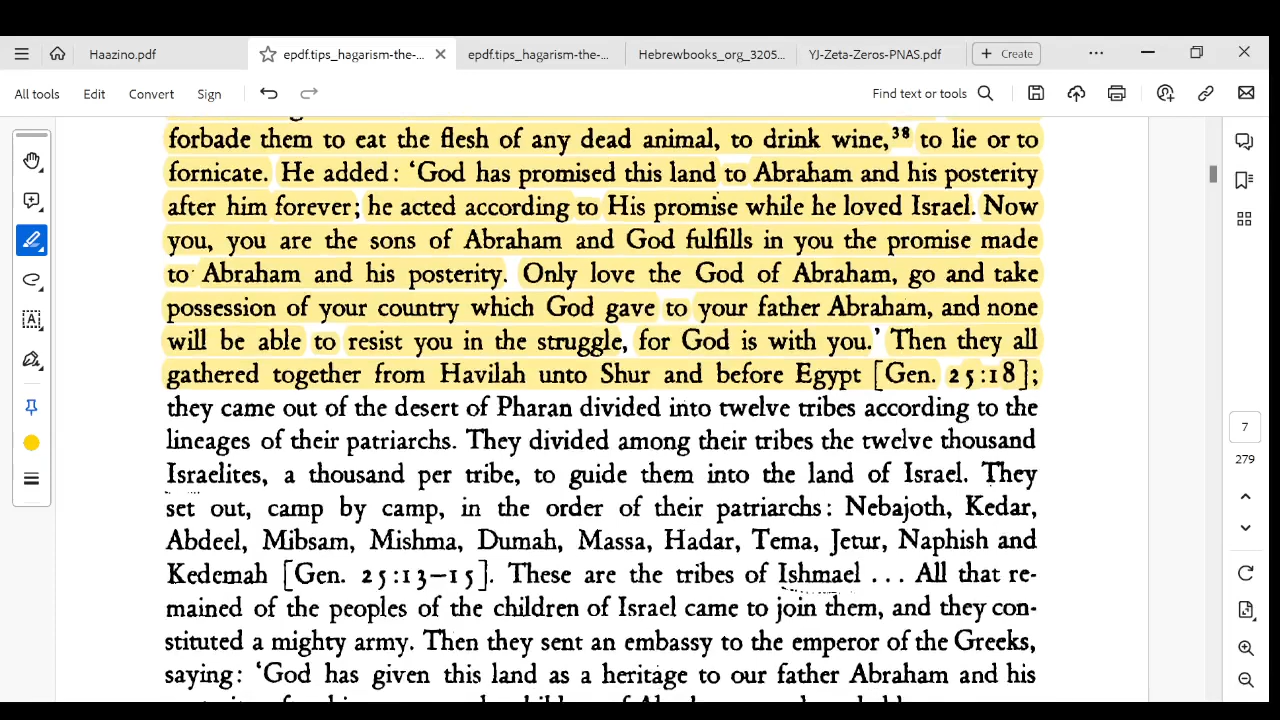 Haazino.pdf
epdf.tips_hagarism-the-...
epdf.tips_hagarism-the-...
Hebrewbooks_org_3205...
YJ-Zeta-Zeros-PNAS.pdf
+ Create
All tools
Edit
Convert
Sign
Find text or tools
forbade them to eat the flesh of any dead animal, to drink wine,³⁸ to lie or to
fornicate. He added: ‘God has promised this land to Abraham and his posterity
after him forever; he acted according to His promise while he loved Israel. Now
you, you are the sons of Abraham and God fulfills in you the promise made
to Abraham and his posterity. Only love the God of Abraham, go and take
possession of your country which God gave to your father Abraham, and none
will be able to resist you in the struggle, for God is with you.’ Then they all
gathered together from Havilah unto Shur and before Egypt [Gen. 25:18];
they came out of the desert of Pharan divided into twelve tribes according to the
lineages of their patriarchs. They divided among their tribes the twelve thousand
Israelites, a thousand per tribe, to guide them into the land of Israel. They
set out, camp by camp, in the order of their patriarchs: Nebajoth, Kedar,
Abdeel, Mibsam, Mishma, Dumah, Massa, Hadar, Tema, Jetur, Naphish and
Kedemah [Gen. 25:13–15]. These are the tribes of Ishmael ... All that re-
mained of the peoples of the children of Israel came to join them, and they con-
stituted a mighty army. Then they sent an embassy to the emperor of the Greeks,
saying: ‘God has given this land as a heritage to our father Abraham and his
7
279